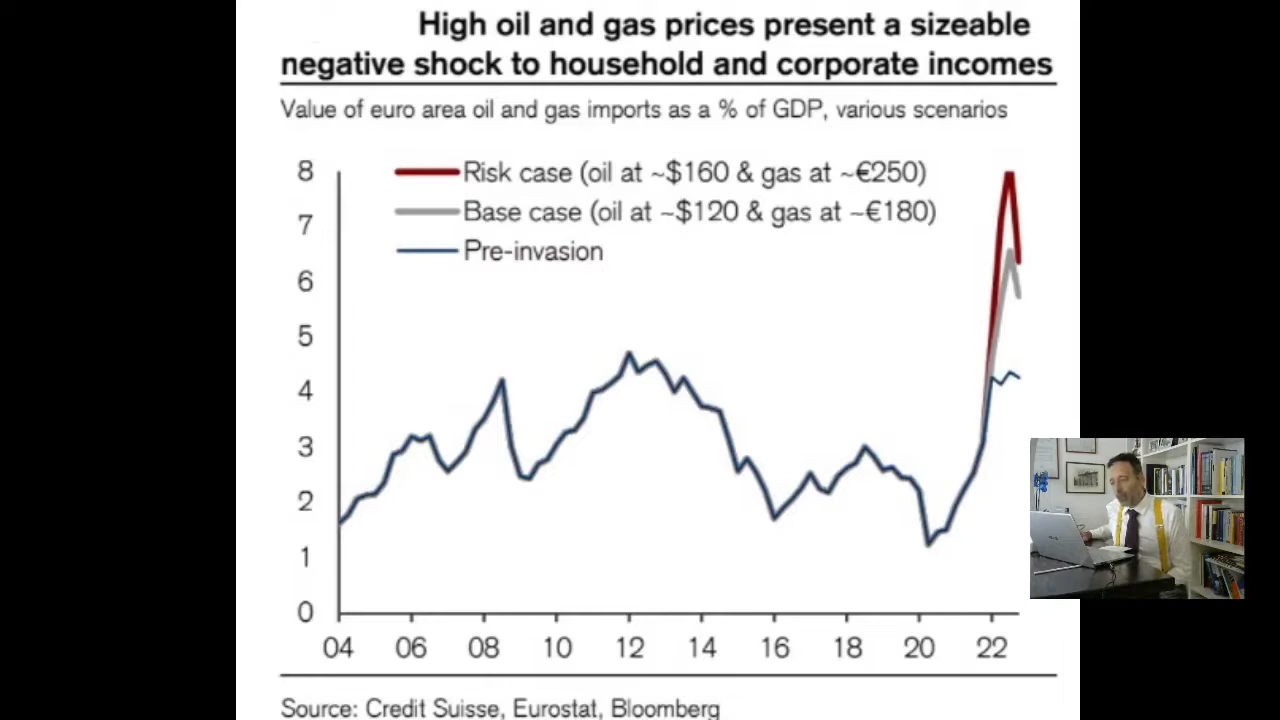 High oil and gas prices present a sizeable
negative shock to household and corporate incomes
Value of euro area oil and gas imports as a % of GDP, various scenarios
8
7
6
5
4
3
2
1
0
Risk case (oil at ~$160 & gas at ~€250)
Base case (oil at ~$120 & gas at ~€180)
Pre-invasion
04 06 08 10 12 14 16 18 20 22
Source: Credit Suisse, Eurostat, Bloomberg